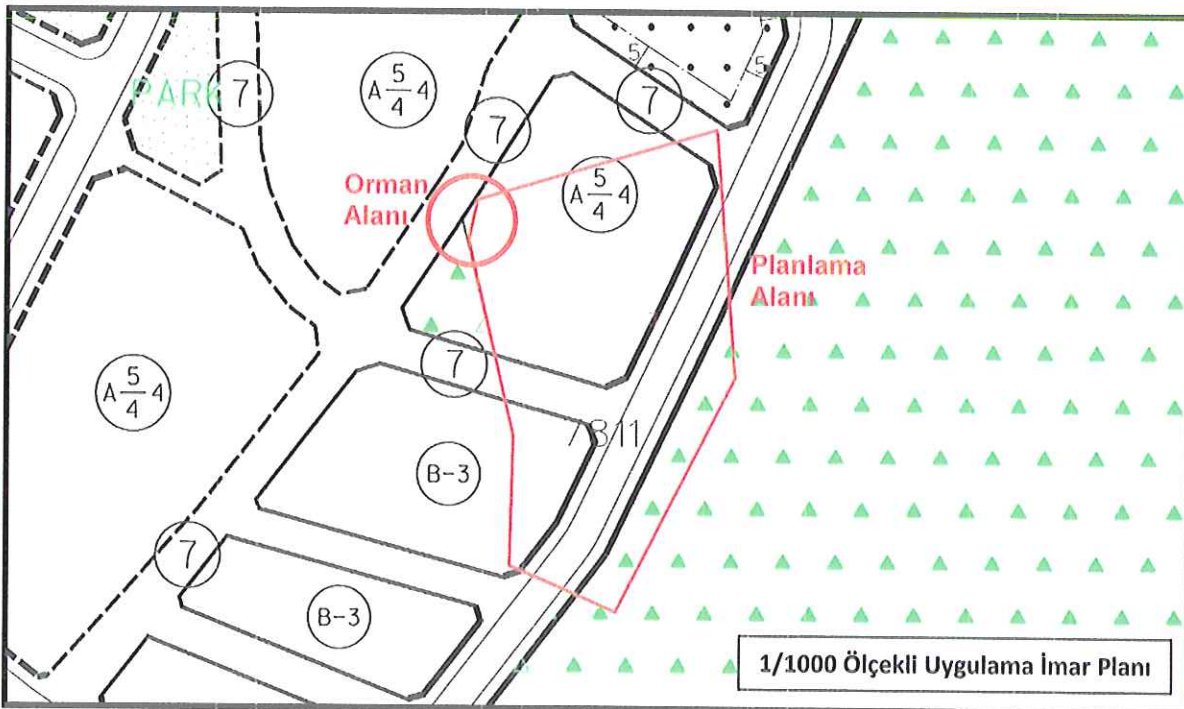 5
5
PARK
7
A 5/4 4
7
7
Orman
Alanı
A 5/4 4
Planlama
Alanı
7
A 5/4 4
B-3
7
B-3
1/1000 Ölçekli Uygulama İmar Planı